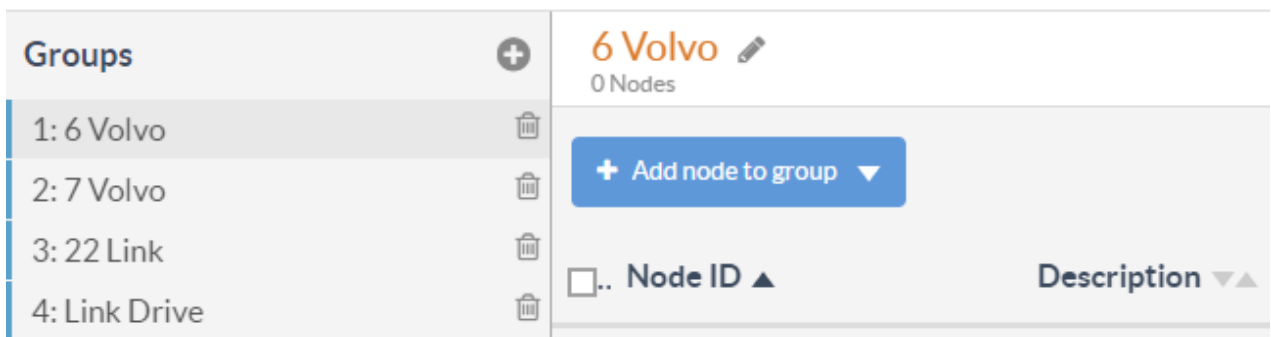 Groups
1: 6 Volvo
2: 7 Volvo
3: 22 Link
4: Link Drive
6 Volvo
0 Nodes
Add node to group
.. Node ID Description